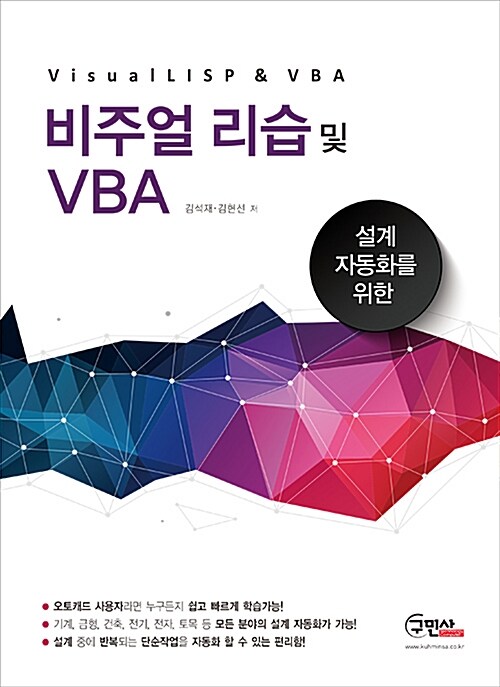 VisualLISP & VBA
비주얼 리습 및
VBA
김석재·김현선 저
설계
자동화를
위한
오토캐드 사용자라면 누구든지 쉽고 빠르게 학습가능!
기계, 금형, 건축, 전기, 전자, 토목 등 모든 분야의 설계 자동화가 가능!
설계 중에 반복되는 단순작업을 자동화 할 수 있는 편리함!
구민사
www.kuhminsa.co.kr